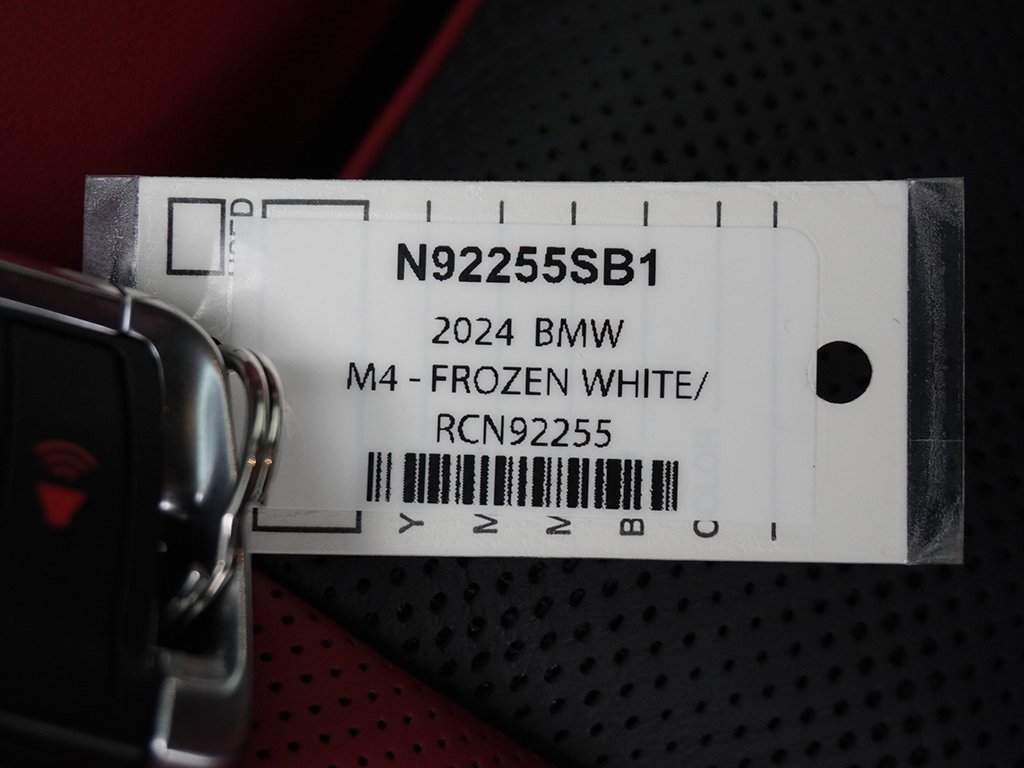 N92255SB1
2024 BMW
M4 - FROZEN WHITE/
RCN92255
Y M M B C